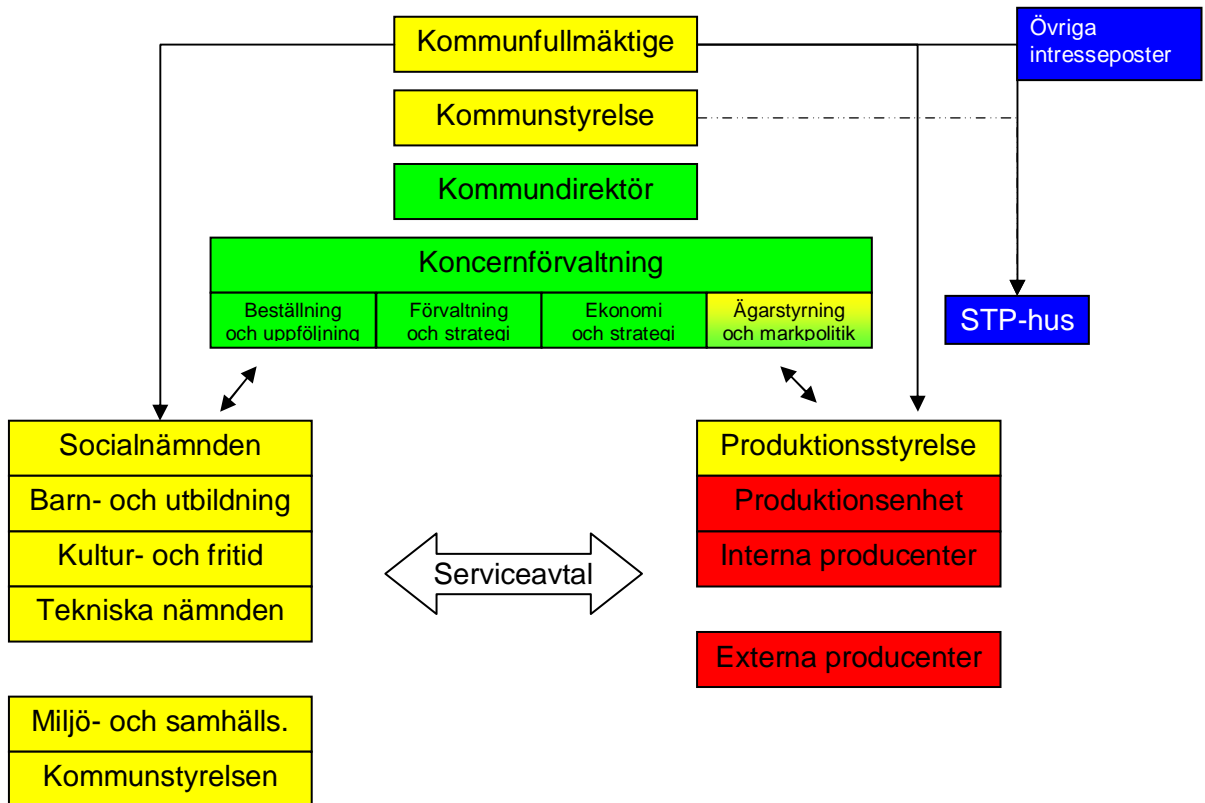 Kommunfullmäktige
Övriga
intresseposter
Kommunstyrelse
Kommundirektör
Koncernförvaltning
Beställning
och uppföljning
Förvaltning
och strategi
Ekonomi
och strategi
Ägarstyrning
och markpolitik
STP-hus
Socialnämnden
Barn- och utbildning
Kultur- och fritid
Tekniska nämnden
Serviceavtal
Produktionsstyrelse
Produktionsenhet
Interna producenter
Externa producenter
Miljö- och samhälls.
Kommunstyrelsen